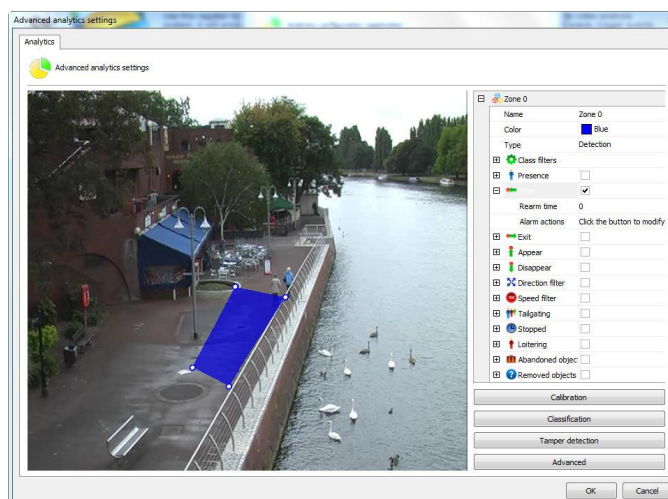 Advanced analytics settings
Analytics
Advanced analytics settings
Zone 0
Name Zone 0
Color Blue
Type Detection
Class filters
Presence
Rearm time 0
Alarm actions Click the button to modify
Exit
Appear
Disappear
Direction filter
Speed filter
Tailgating
Stopped
Loitering
Abandoned objec
Removed objects
Calibration
Classification
Tamper detection
Advanced
OK Cancel